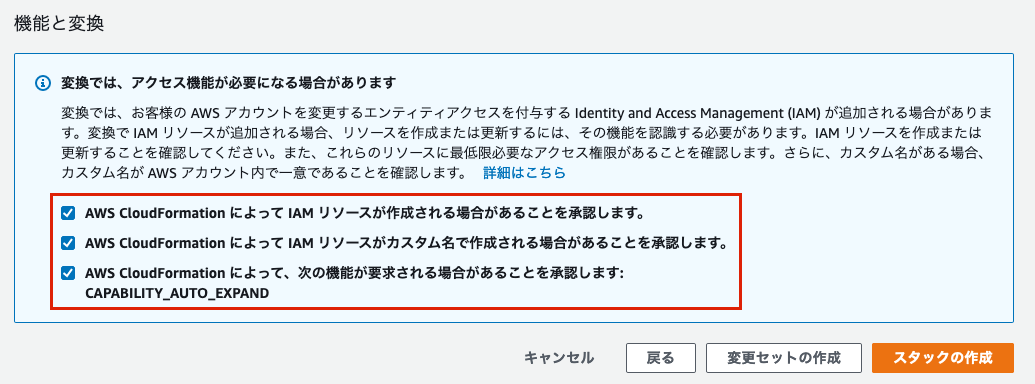 機能と変換
変換では、アクセス機能が必要になる場合があります
変換では、お客様の AWS アカウントを変更するエンティティアクセスを付与する Identity and Access Management (IAM) が追加される場合がありま
す。変換で IAM リソースが追加される場合、リソースを作成または更新するには、その機能を認識する必要があります。IAM リソースを作成または
更新することを確認してください。また、これらのリソースに最低限必要なアクセス権限があることを確認します。さらに、カスタム名がある場合、
カスタム名が AWS アカウント内で一意であることを確認します。 詳細はこちら
AWS CloudFormation によって IAM リソースが作成される場合があることを承認します。
AWS CloudFormation によって IAM リソースがカスタム名で作成される場合があることを承認します。
AWS CloudFormation によって、次の機能が要求される場合があることを承認します:
CAPABILITY_AUTO_EXPAND
キャンセル 戻る 変更セットの作成 スタックの作成